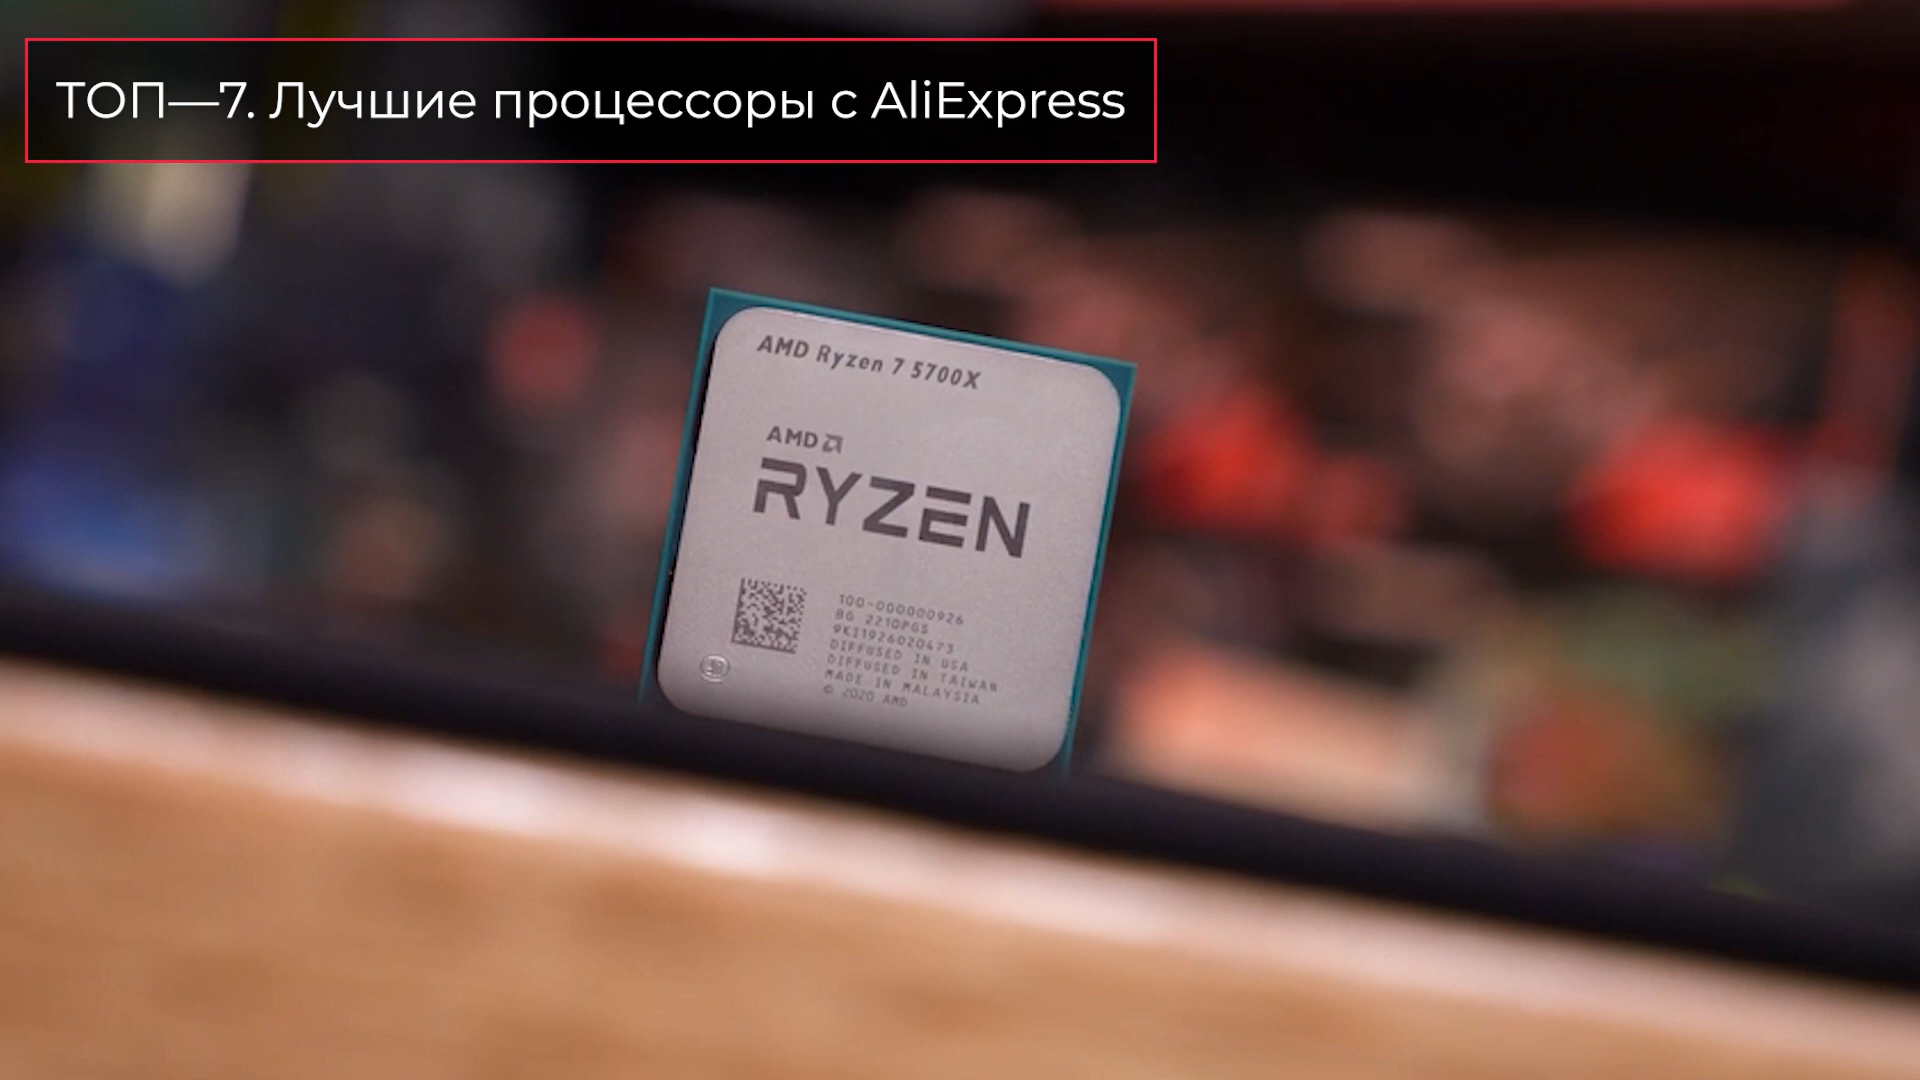 ТОП—7. Лучшие процессоры с AliExpress
AMD Ryzen 7 5700X
AMD
RYZEN
100-000000926
BG 2210PGS
9KI1926020473
DIFFUSED IN USA
DIFFUSED IN TAIWAN
MADE IN MALAYSIA
© 2020 AMD